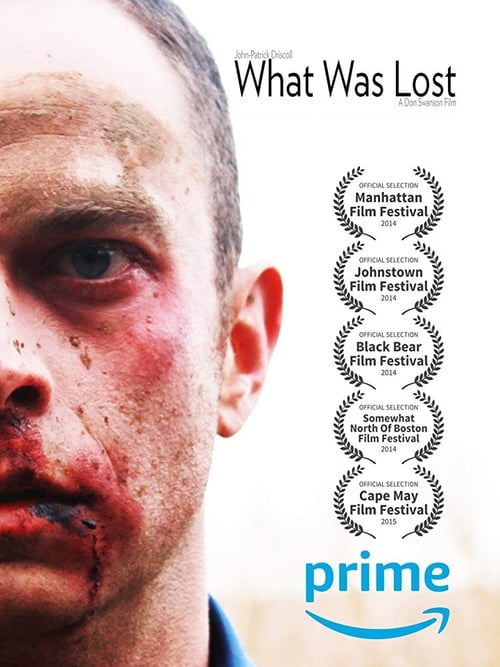 John-Patrick Driscoll
What Was Lost
A Don Swanson Film
OFFICIAL SELECTION
Manhattan
Film Festival
2014
OFFICIAL SELECTION
Johnstown
Film Festival
2014
OFFICIAL SELECTION
Black Bear
Film Festival
2014
OFFICIAL SELECTION
Somewhat
North Of Boston
Film Festival
2014
OFFICIAL SELECTION
Cape May
Film Festival
2015
prime